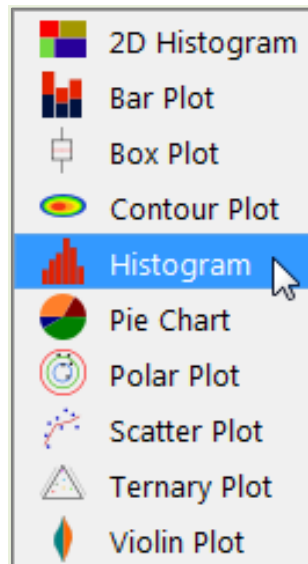 2D Histogram
Bar Plot
Box Plot
Contour Plot
Histogram
Pie Chart
Polar Plot
Scatter Plot
Ternary Plot
Violin Plot